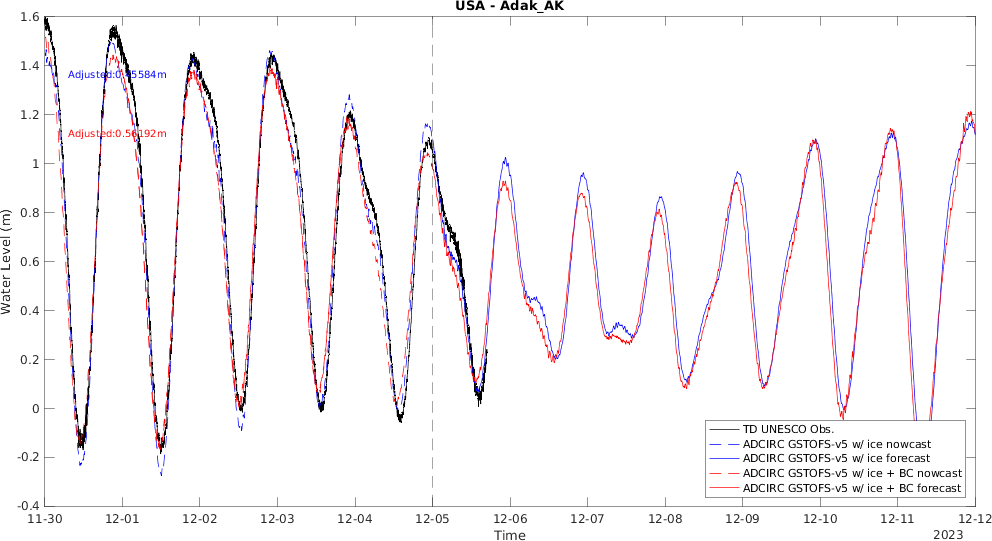 USA - Adak_AK
1.6
1.4
1.2
1
0.8
0.6
0.4
0.2
0
-0.2
-0.4
Water Level (m)
Adjusted:0.
5584m
Adjusted:0.56192m
TD UNESCO Obs.
ADCIRC GSTOFS-v5 w/ ice nowcast
ADCIRC GSTOFS-v5 w/ ice forecast
ADCIRC GSTOFS-v5 w/ ice + BC nowcast
ADCIRC GSTOFS-v5 w/ ice + BC forecast
11-30 12-01 12-02 12-03 12-04 12-05 12-06 12-07 12-08 12-09 12-10 12-11 12-12
Time
2023